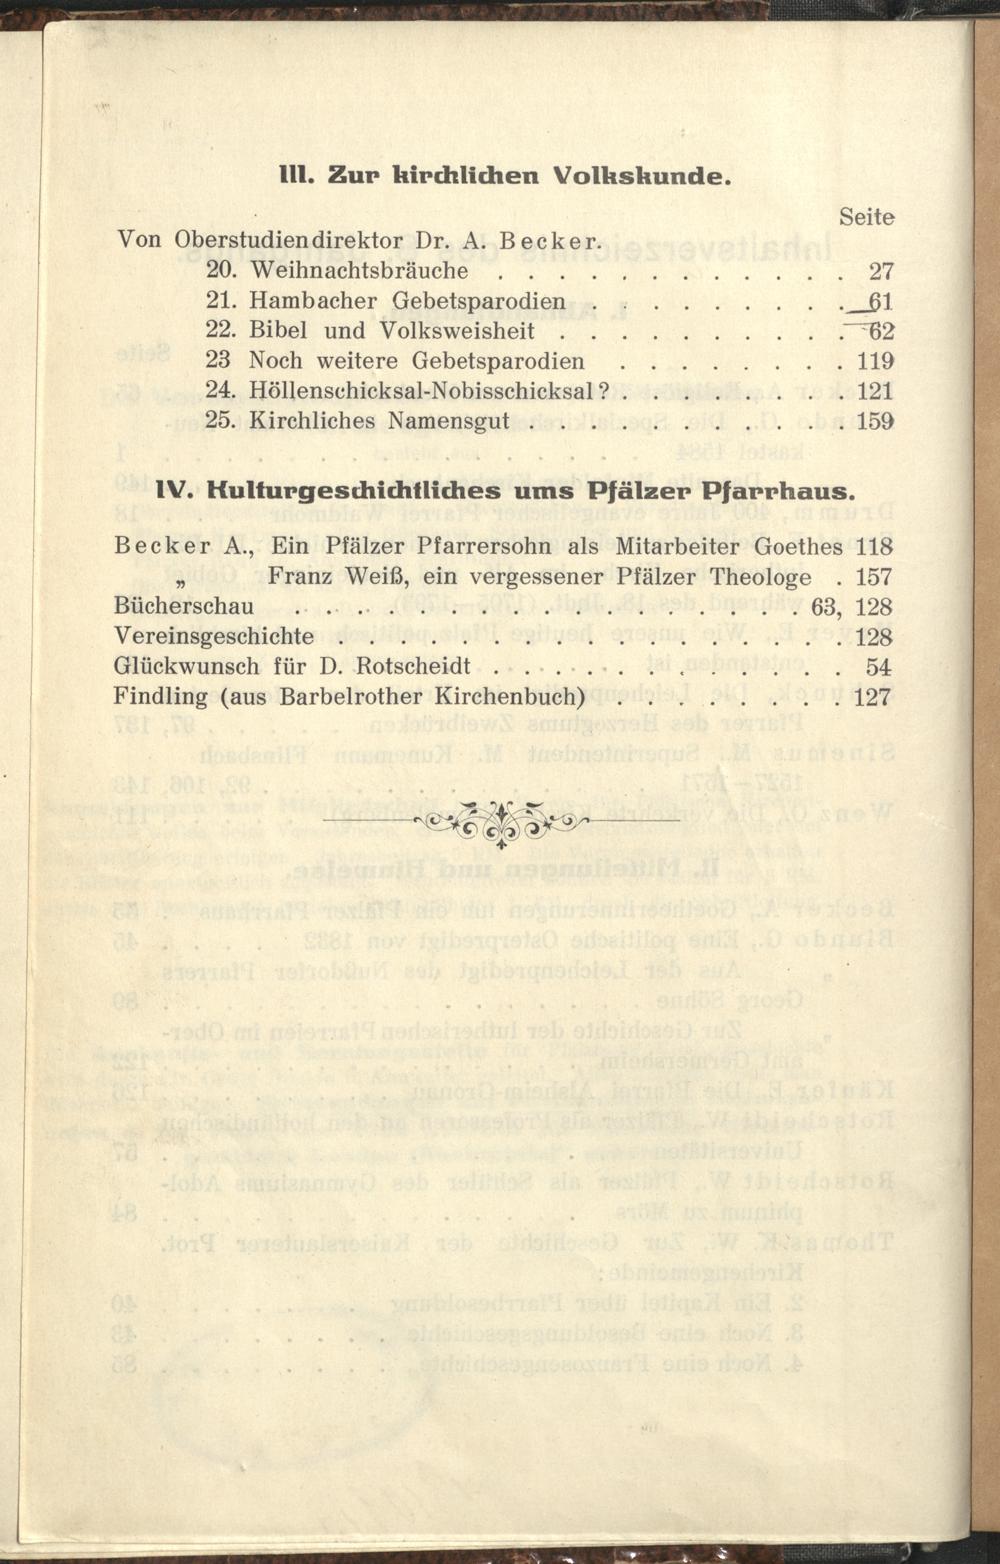 III. Zur kirchlichen Volkskunde.
Seite
Von Oberstudiendirektor Dr. A. Becker.
20. Weihnachtsbräuche . . . . . . . . . . . . 27
21. Hambacher Gebetsparodien . . . . . . . . . 61
22. Bibel und Volksweisheit . . . . . . . . . . 62
23 Noch weitere Gebetsparodien . . . . . . . . 119
24. Höllenschicksal-Nobisschicksal? . . . . . . . . 121
25. Kirchliches Namensgut . . . . . . . . . . . 159
IV. Kulturgeschichtliches ums Pfälzer Pfarrhaus.
Becker A., Ein Pfälzer Pfarrersohn als Mitarbeiter Goethes 118
„ Franz Weiß, ein vergessener Pfälzer Theologe . 157
Bücherschau . . . . . . . . . . . . . . . . . 63, 128
Vereinsgeschichte . . . . . . . . . . . . . . . . . 128
Glückwunsch für D. Rotscheidt . . . . . . . . . . . . 54
Findling (aus Barbelrother Kirchenbuch) . . . . . . . . 127